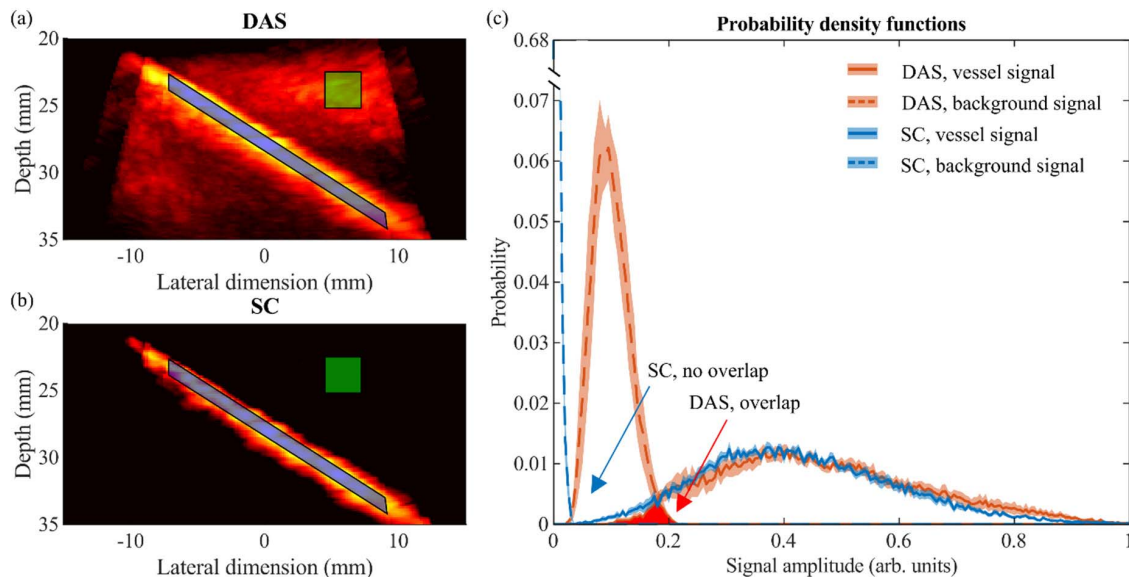 (a)
DAS
20
25
30
35
Depth (mm)
-10
0
10
Lateral dimension (mm)
(b)
SC
20
25
30
35
Depth (mm)
-10
0
10
Lateral dimension (mm)
(c)
Probability density functions
0.68
0.07
0.06
0.05
0.04
0.03
0.02
0.01
0
Probability
DAS, vessel signal
DAS, background signal
SC, vessel signal
SC, background signal
SC, no overlap
DAS, overlap
0
0.2
0.4
0.6
0.8
1
Signal amplitude (arb. units)